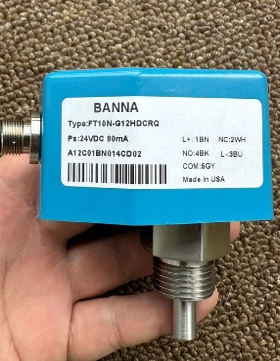 BANNA
Type:FT10N-G12HDCRQ
Ps:24VDC 80mA
L+: 1BN NC:2WH
A12C01BN014CD02
NO:4BK L-:3BU
COM:5GY
Made In USA